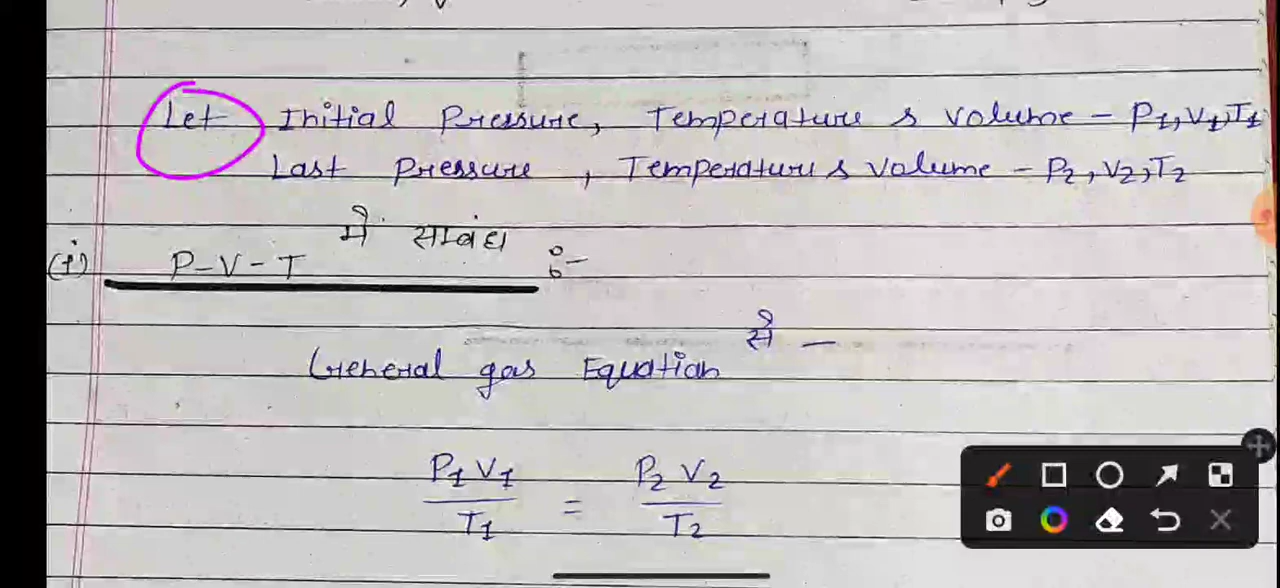 Let Initial Pressure, Temperature & volume - P1, V1, T1
Last Pressure, Temperature & volume - P2, V2, T2
(i) P-V-T में सम्बंध :-
General gas Equation से -
P1 V1 / T1 = P2 V2 / T2